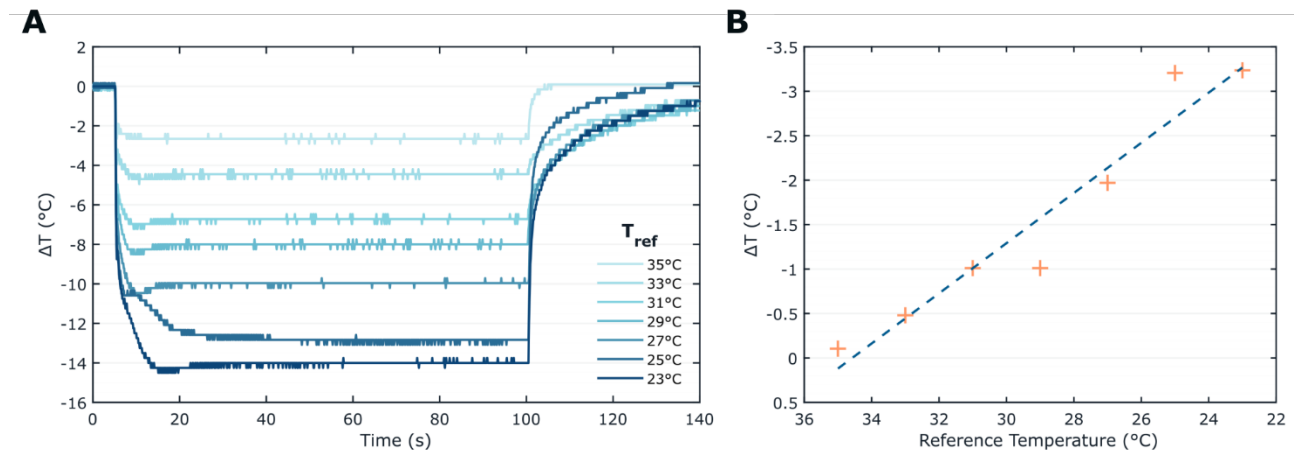 A
2
0
-2
-4
-6
-8
-10
-12
-14
-16
ΔT (°C)
0
20
40
60
80
100
120
140
Time (s)
T_ref
35°C
33°C
31°C
29°C
27°C
25°C
23°C
B
-3.5
-3
-2.5
-2
-1.5
-1
-0.5
0
0.5
ΔT (°C)
36
34
32
30
28
26
24
22
Reference Temperature (°C)